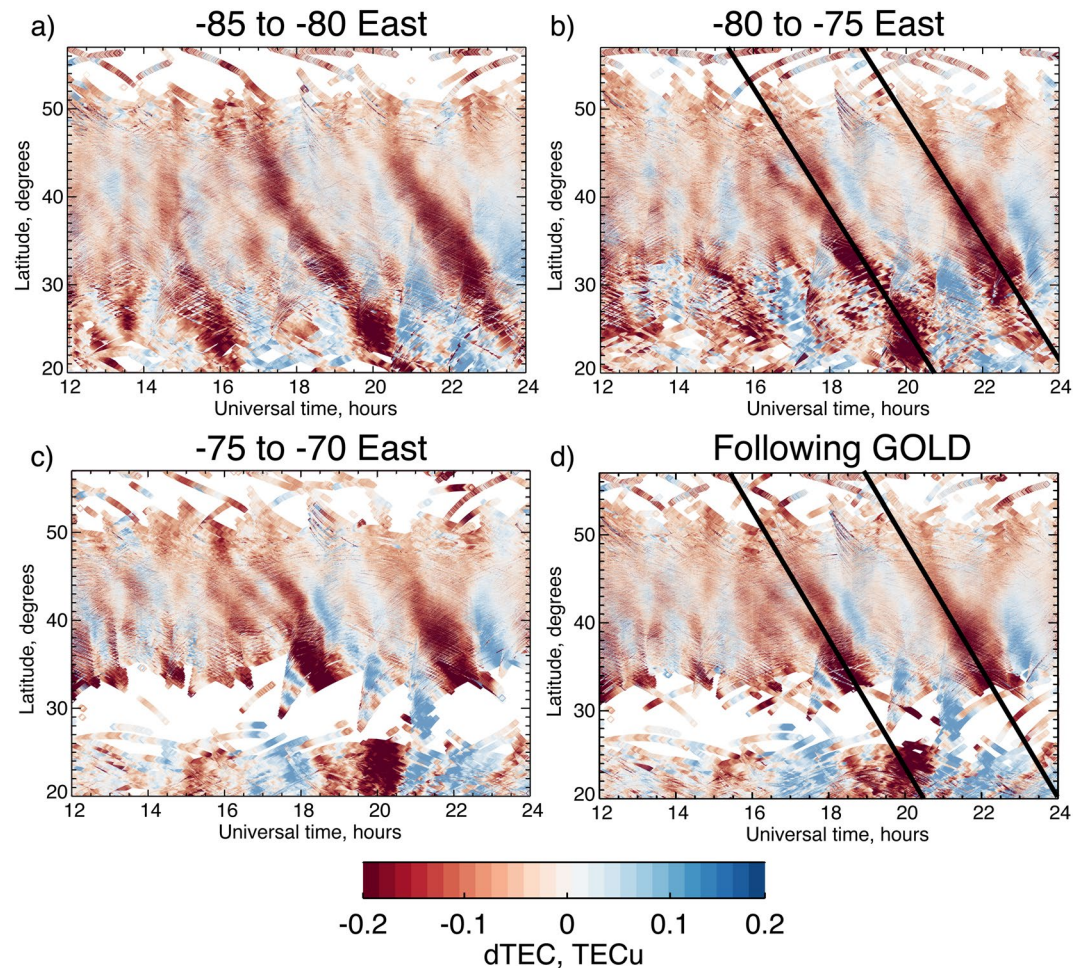 a)
-85 to -80 East
b)
-80 to -75 East
Latitude, degrees
50
40
30
20
12 14 16 18 20 22 24
Universal time, hours
Latitude, degrees
50
40
30
20
12 14 16 18 20 22 24
Universal time, hours
c)
-75 to -70 East
d)
Following GOLD
Latitude, degrees
50
40
30
20
12 14 16 18 20 22 24
Universal time, hours
Latitude, degrees
50
40
30
20
12 14 16 18 20 22 24
Universal time, hours
-0.2 -0.1 0 0.1 0.2
dTEC, TECu